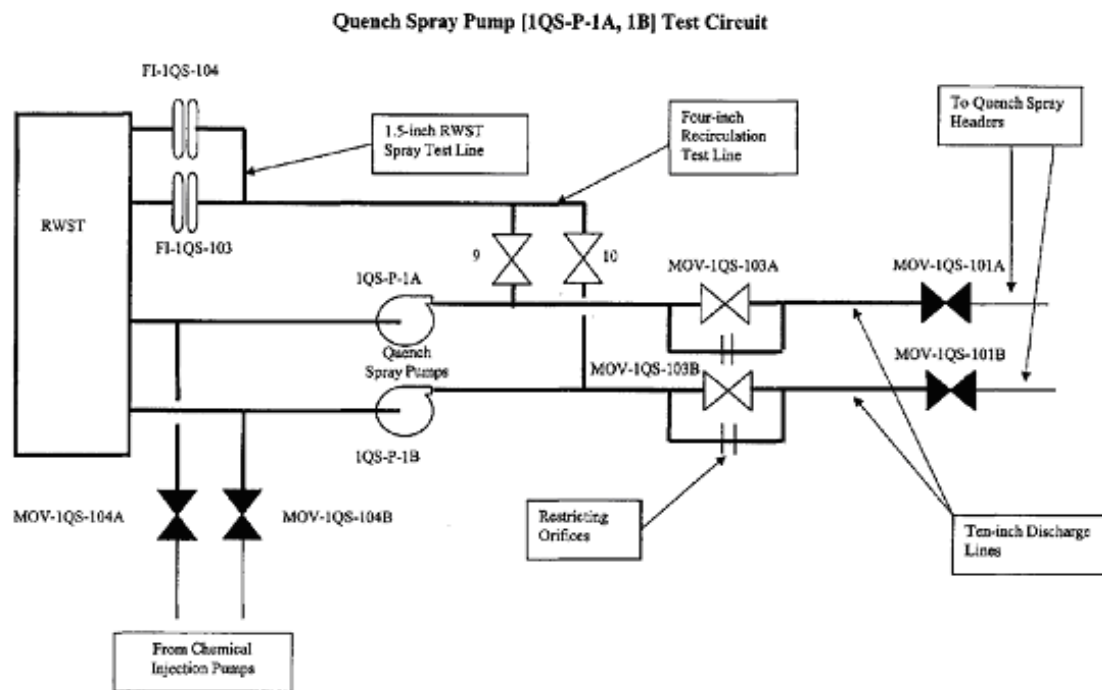 Quench Spray Pump [1QS-P-1A, 1B] Test Circuit
FI-1QS-104
1.5-inch RWST
Spray Test Line
Four-inch
Recirculation
Test Line
To Quench Spray
Headers
RWST
FI-1QS-103
9
10
1QS-P-1A
MOV-1QS-103A
MOV-1QS-101A
Quench
Spray Pumps
MOV-1QS-103B
MOV-1QS-101B
1QS-P-1B
MOV-1QS-104A
MOV-1QS-104B
Restricting
Orifices
Ten-inch Discharge
Lines
From Chemical
Injection Pumps